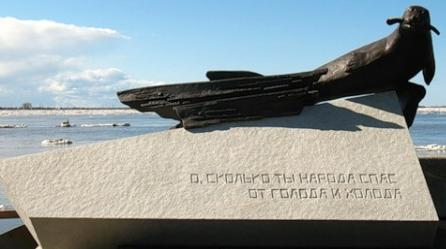 О, СКОЛЬКО ТЫ НАРОДА СПАС
ОТ ГОЛОДА И ХОЛОДА